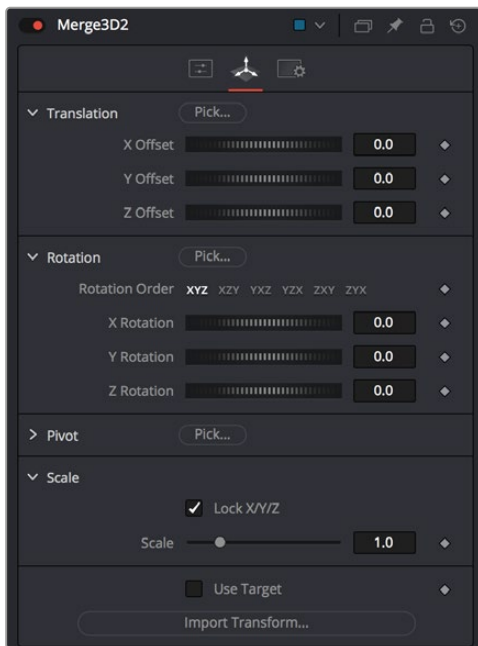 Merge3D2
Translation Pick...
X Offset 0.0
Y Offset 0.0
Z Offset 0.0
Rotation Pick...
Rotation Order XYZ XZY YXZ YZX ZXY ZYX
X Rotation 0.0
Y Rotation 0.0
Z Rotation 0.0
Pivot Pick...
Scale
Lock X/Y/Z
Scale 1.0
Use Target
Import Transform...